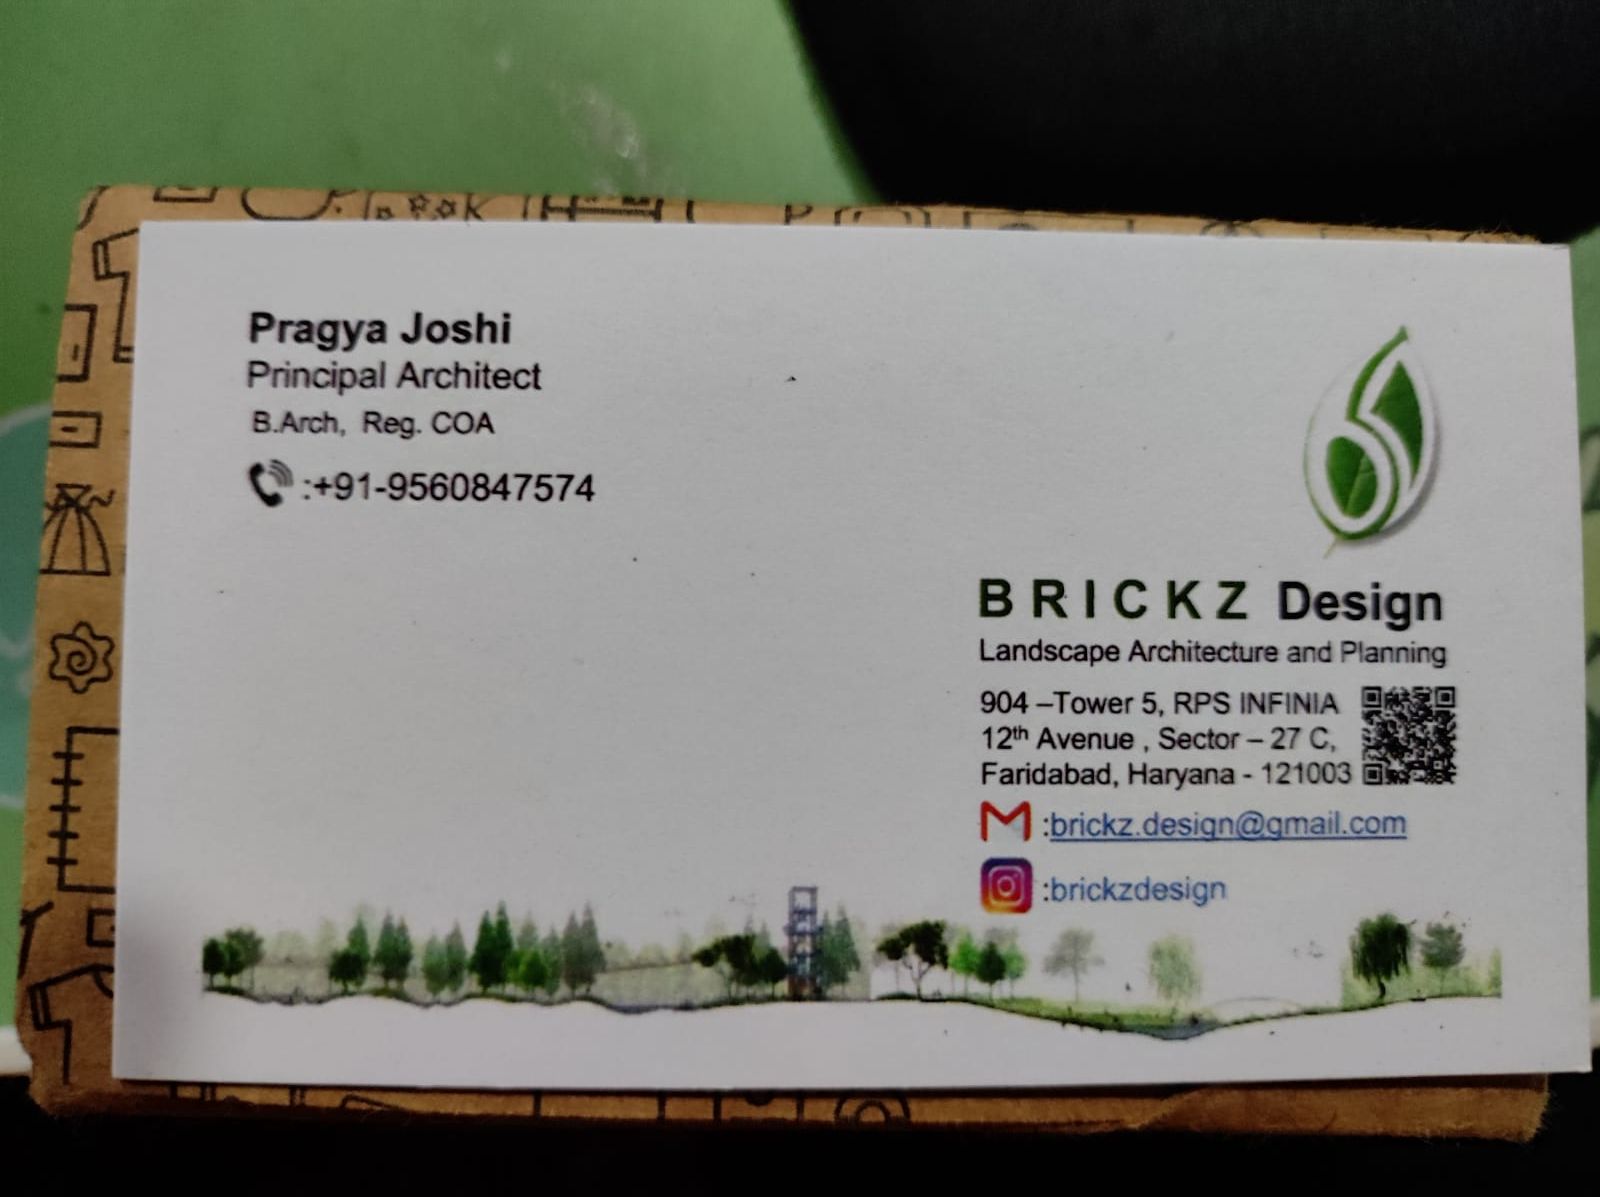 Pragya Joshi
Principal Architect
B.Arch, Reg. COA
:+91-9560847574
BRICKZ Design
Landscape Architecture and Planning
904 –Tower 5, RPS INFINIA
12th Avenue , Sector – 27 C,
Faridabad, Haryana - 121003
:brickz.design@gmail.com
:brickzdesign